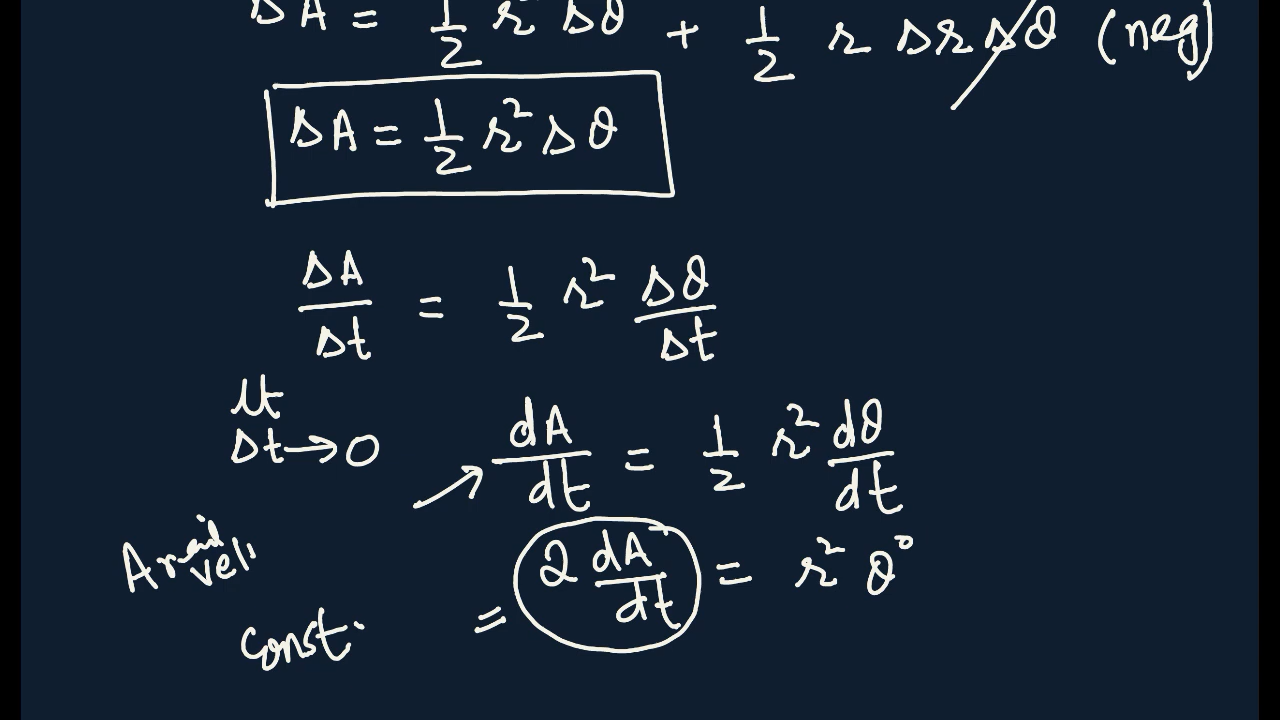 ΔA = 1/2 r² Δθ + 1/2 r Δr Δθ (neg)
ΔA = 1/2 r² Δθ
ΔA/Δt = 1/2 r² Δθ/Δt
lt
Δt → 0
dA/dt = 1/2 r² dθ/dt
Areal vel.
= 2 dA/dt = r² θ°
const.